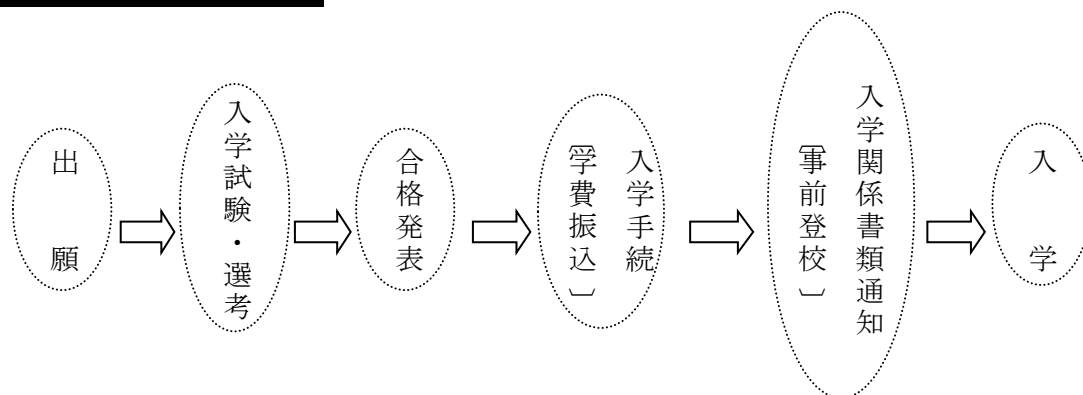 出願
入学試験・選考
合格発表
入学手続
〔学費振込〕
入学関係書類通知
〔事前登校〕
入学